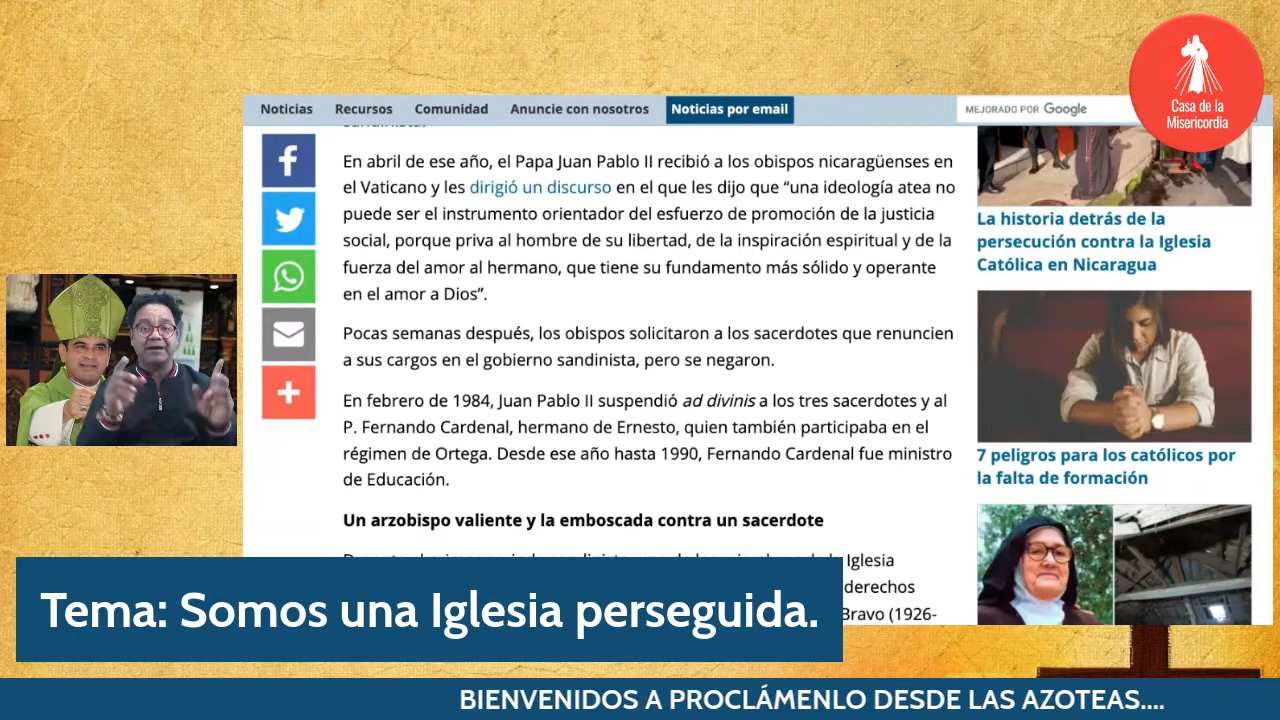 Casa de la
Misericordia
Noticias Recursos Comunidad Anuncie con nosotros Noticias por email MEJORADO POR Google
En abril de ese año, el Papa Juan Pablo II recibió a los obispos nicaragüenses en
el Vaticano y les dirigió un discurso en el que les dijo que “una ideología atea no
puede ser el instrumento orientador del esfuerzo de promoción de la justicia
social, porque priva al hombre de su libertad, de la inspiración espiritual y de la
fuerza del amor al hermano, que tiene su fundamento más sólido y operante
en el amor a Dios”.
Pocas semanas después, los obispos solicitaron a los sacerdotes que renuncien
a sus cargos en el gobierno sandinista, pero se negaron.
En febrero de 1984, Juan Pablo II suspendió ad divinis a los tres sacerdotes y al
P. Fernando Cardenal, hermano de Ernesto, quien también participaba en el
régimen de Ortega. Desde ese año hasta 1990, Fernando Cardenal fue ministro
de Educación.
Un arzobispo valiente y la emboscada contra un sacerdote
Iglesia
derechos
Bravo (1926-
La historia detrás de la
persecución contra la Iglesia
Católica en Nicaragua
7 peligros para los católicos por
la falta de formación
Tema: Somos una Iglesia perseguida.
BIENVENIDOS A PROCLÁMENLO DESDE LAS AZOTEAS....